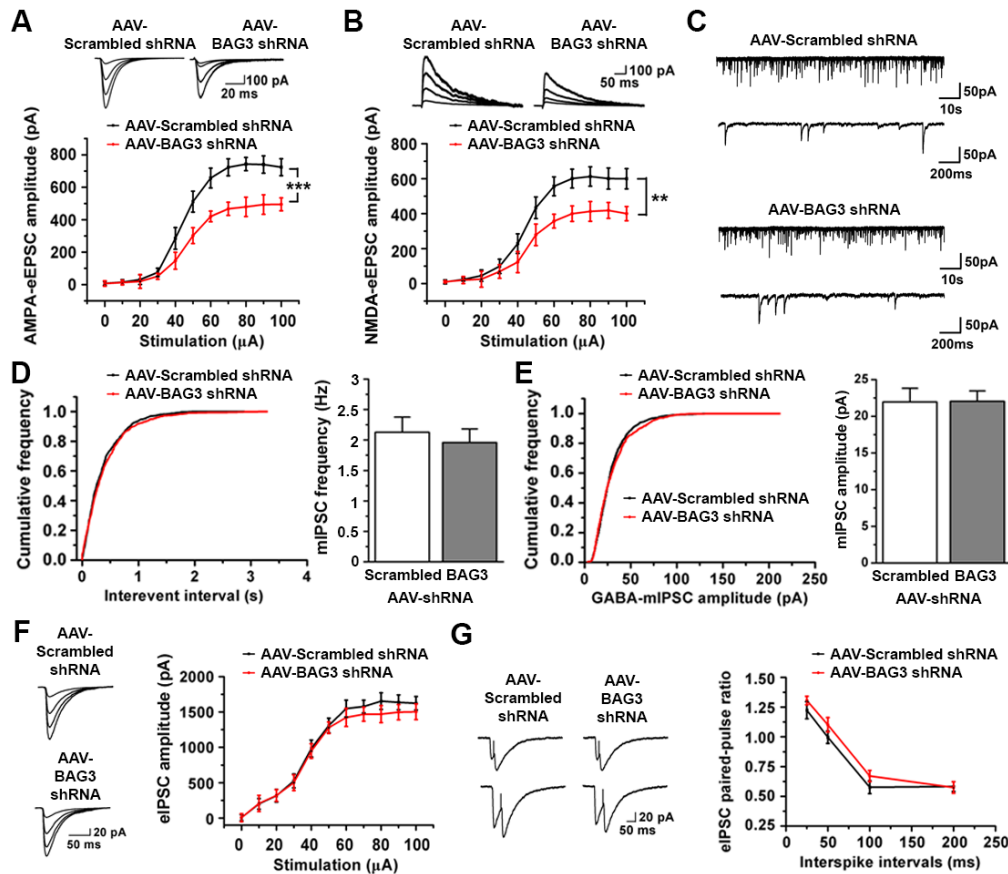 A
AAV-
Scrambled shRNA
AAV-
BAG3 shRNA
100 pA
20 ms
AAV-Scrambled shRNA
AAV-BAG3 shRNA
AMPA-eEPSC amplitude (pA)
800
600
400
200
0
***
0 20 40 60 80 100
Stimulation (µA)
B
AAV-
Scrambled shRNA
AAV-
BAG3 shRNA
100 pA
50 ms
AAV-Scrambled shRNA
AAV-BAG3 shRNA
NMDA-eEPSC amplitude (pA)
800
600
400
200
0
**
0 20 40 60 80 100
Stimulation (µA)
C
AAV-Scrambled shRNA
50pA
10s
50pA
200ms
AAV-BAG3 shRNA
50pA
10s
50pA
200ms
D
AAV-Scrambled shRNA
AAV-BAG3 shRNA
Cumulative frequency
1.0
0.8
0.6
0.4
0.2
0.0
0 1 2 3 4
Interevent interval (s)
mIPSC frequency (Hz)
3
2.5
2
1.5
1
0.5
0
Scrambled BAG3
AAV-shRNA
E
AAV-Scrambled shRNA
AAV-BAG3 shRNA
Cumulative frequency
1.0
0.8
0.6
0.4
0.2
0.0
AAV-Scrambled shRNA
AAV-BAG3 shRNA
0 50 100 150 200 250
GABA-mIPSC amplitude (pA)
mIPSC amplitude (pA)
25
20
15
10
5
0
Scrambled BAG3
AAV-shRNA
F
AAV-
Scrambled
shRNA
AAV-
BAG3
shRNA
20 pA
50 ms
AAV-Scrambled shRNA
AAV-BAG3 shRNA
eIPSC amplitude (pA)
2000
1500
1000
500
0
0 20 40 60 80 100
Stimulation (µA)
G
AAV-
Scrambled
shRNA
AAV-
BAG3
shRNA
20 pA
50 ms
AAV-Scrambled shRNA
AAV-BAG3 shRNA
eIPSC paired-pulse ratio
1.50
1.25
1.00
0.75
0.50
0.25
0 50 100 150 200 250
Interspike intervals (ms)